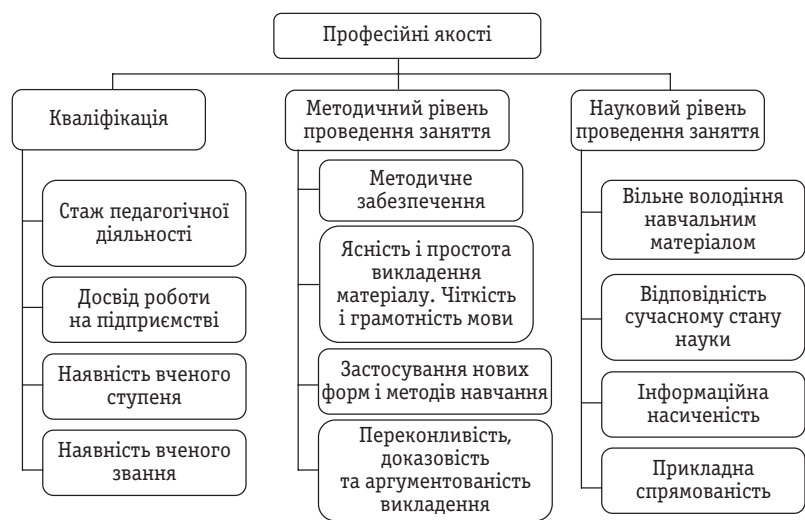 Професійні якості
Кваліфікація
Стаж педагогічної
діяльності
Досвід роботи
на підприємстві
Наявність вченого
ступеня
Наявність вченого
звання
Методичний рівень
проведення заняття
Методичне
забезпечення
Ясність і простота
викладення
матеріалу. Чіткість
і грамотність мови
Застосування нових
форм і методів навчання
Переконливість,
доказовість
та аргументованість
викладення
Науковий рівень
проведення заняття
Вільне володіння
навчальним
матеріалом
Відповідність
сучасному стану
науки
Інформаційна
насиченість
Прикладна
спрямованість